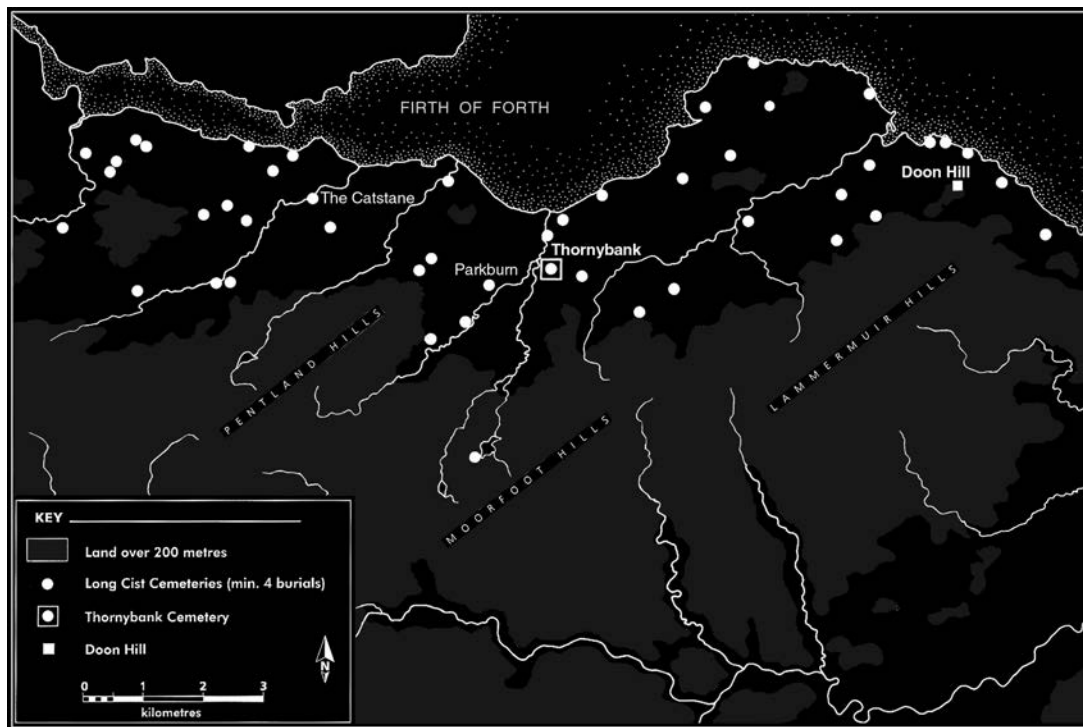 FIRTH OF FORTH
Doon Hill
The Catstane
Thornybank
Parkburn
PENTLAND HILLS
LAMMERMUIR HILLS
MOORFOOT HILLS
KEY
Land over 200 metres
Long Cist Cemeteries (min. 4 burials)
Thornybank Cemetery
Doon Hill
N
0 1 2 3
kilometres